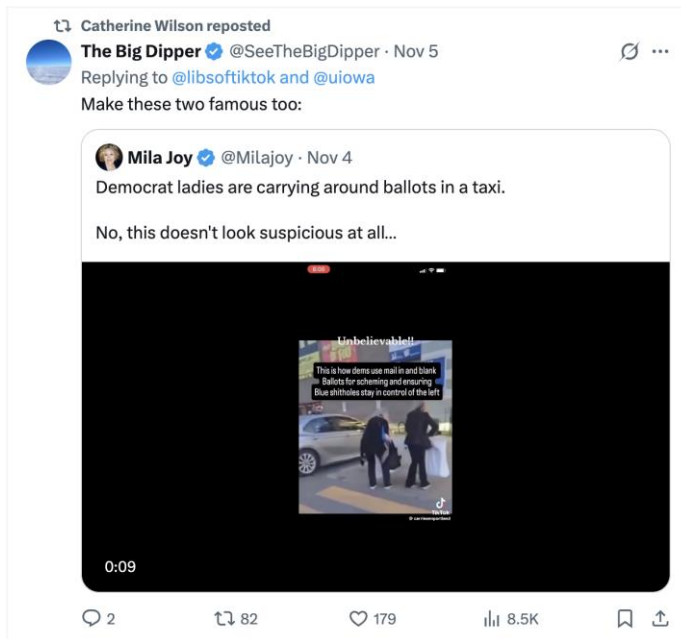 Catherine Wilson reposted
The Big Dipper @SeeTheBigDipper · Nov 5
Replying to @libsoftiktok and @uiowa
Make these two famous too:
Mila Joy @Milajoy · Nov 4
Democrat ladies are carrying around ballots in a taxi.
No, this doesn't look suspicious at all...
Unbelievable!!
This is how dems use mail in and blank
Ballots for scheming and ensuring
Blue shitholes stay in control of the left
TikTok
0:09
2 82 179 8.5K